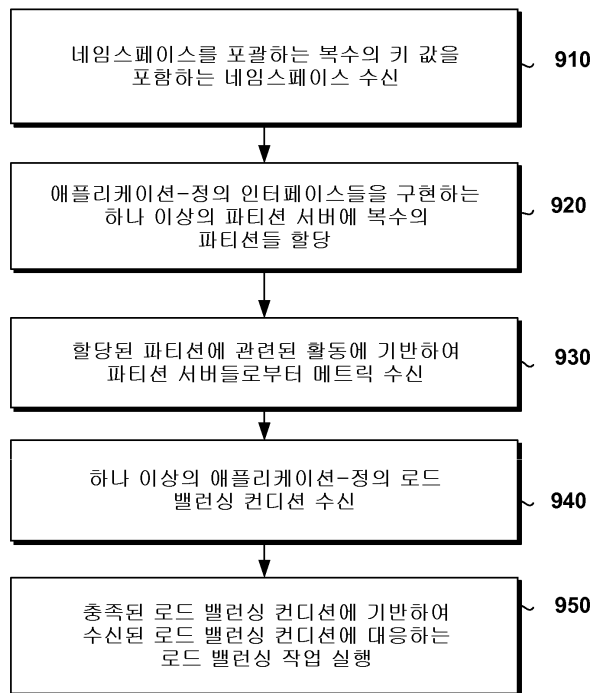 네임스페이스를 포괄하는 복수의 키 값을
포함하는 네임스페이스 수신
910
애플리케이션-정의 인터페이스들을 구현하는
하나 이상의 파티션 서버에 복수의
파티션들 할당
920
할당된 파티션에 관련된 활동에 기반하여
파티션 서버들로부터 메트릭 수신
930
하나 이상의 애플리케이션-정의 로드
밸런싱 컨디션 수신
940
충족된 로드 밸런싱 컨디션에 기반하여
수신된 로드 밸런싱 컨디션에 대응하는
로드 밸런싱 작업 실행
950